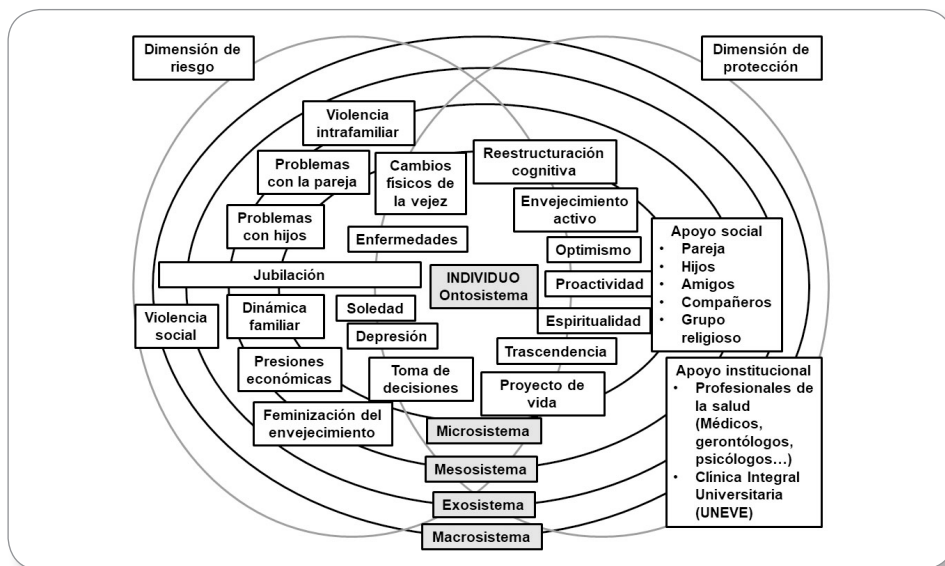 Dimensión de
riesgo
Dimensión de
protección
Violencia
intrafamiliar
Problemas
con la pareja
Cambios
físicos de
la vejez
Reestructuración
cognitiva
Envejecimiento
activo
Problemas
con hijos
Enfermedades
Optimismo
Apoyo social
• Pareja
• Hijos
• Amigos
• Compañeros
• Grupo
religioso
Jubilación
INDIVIDUO
Ontosistema
Proactividad
Violencia
social
Dinámica
familiar
Soledad
Espiritualidad
Depresión
Trascendencia
Presiones
económicas
Toma de
decisiones
Proyecto de
vida
Apoyo institucional
• Profesionales de
la salud
(Médicos,
gerontólogos,
psicólogos…)
• Clínica Integral
Universitaria
(UNEVE)
Feminización del
envejecimiento
Microsistema
Mesosistema
Exosistema
Macrosistema